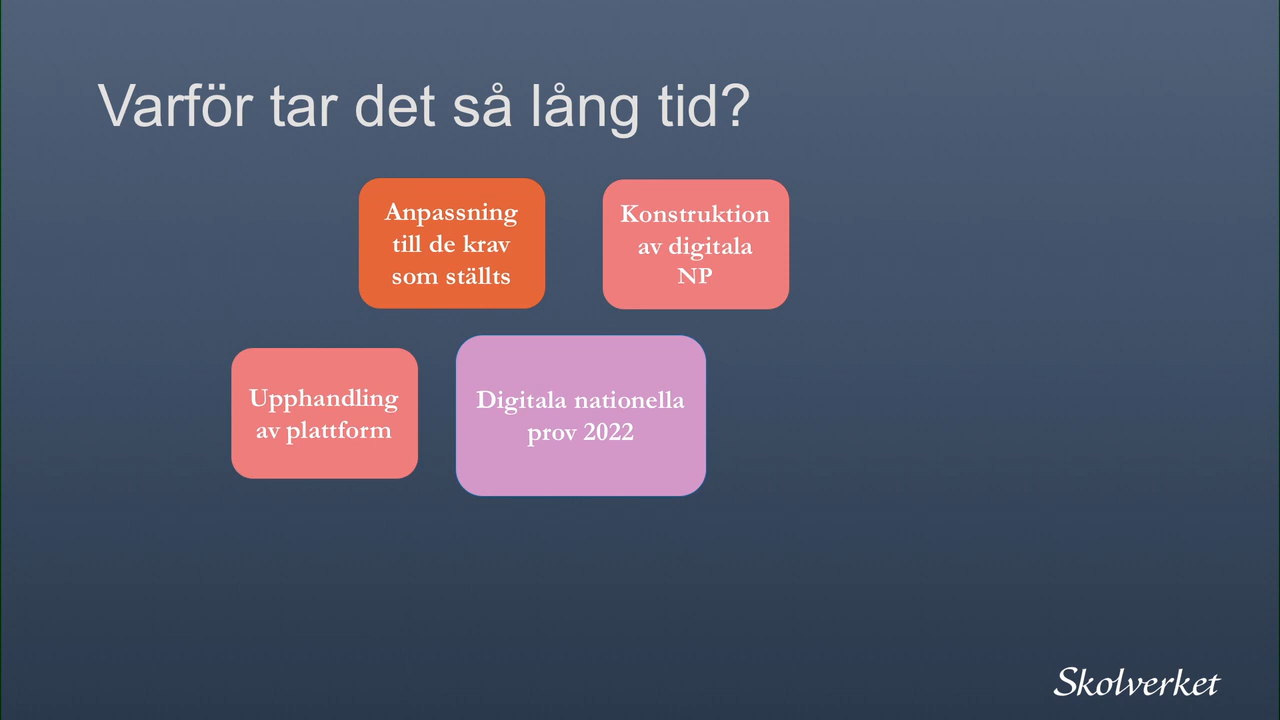 Varför tar det så lång tid?
Anpassning
till de krav
som ställts
Konstruktion
av digitala
NP
Upphandling
av plattform
Digitala nationella
prov 2022
Skolverket